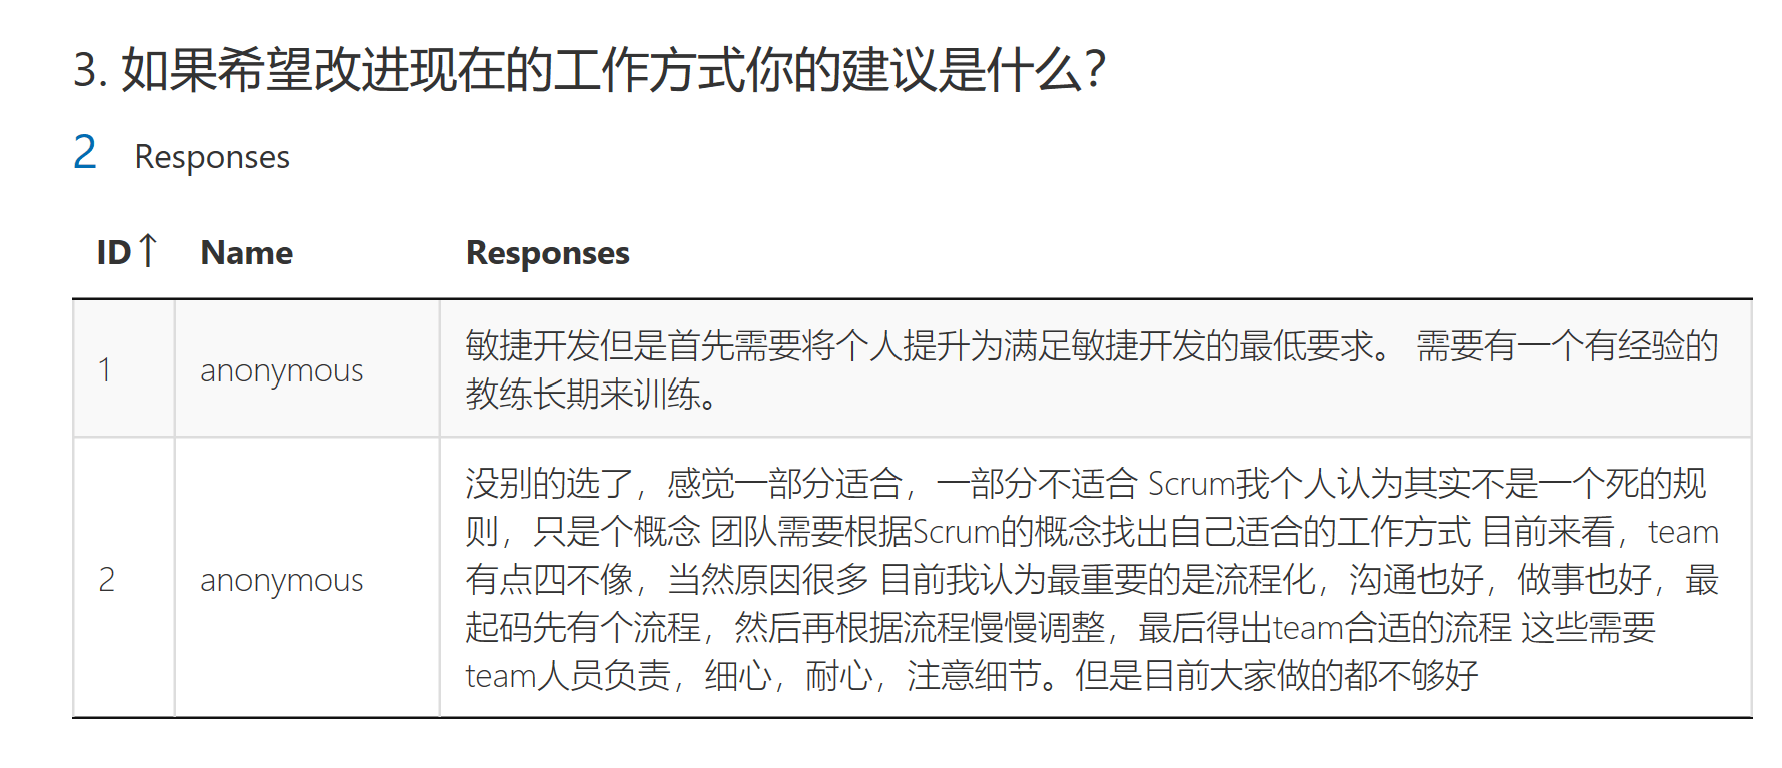 3. 如果希望改进现在的工作方式你的建议是什么?
2 Responses
ID↑ Name Responses
敏捷开发但是首先需要将个人提升为满足敏捷开发的最低要求。 需要有一个有经验的
1 anonymous
教练长期来训练。
没别的选了，感觉一部分适合，一部分不适合 Scrum我个人认为其实不是一个死的规
则，只是个概念 团队需要根据Scrum的概念找出自己适合的工作方式 目前来看，team
2 anonymous
有点四不像，当然原因很多 目前我认为最重要的是流程化，沟通也好，做事也好，最
起码先有个流程，然后再根据流程慢慢调整，最后得出team合适的流程 这些需要
team人员负责，细心，耐心，注意细节。但是目前大家做的都不够好